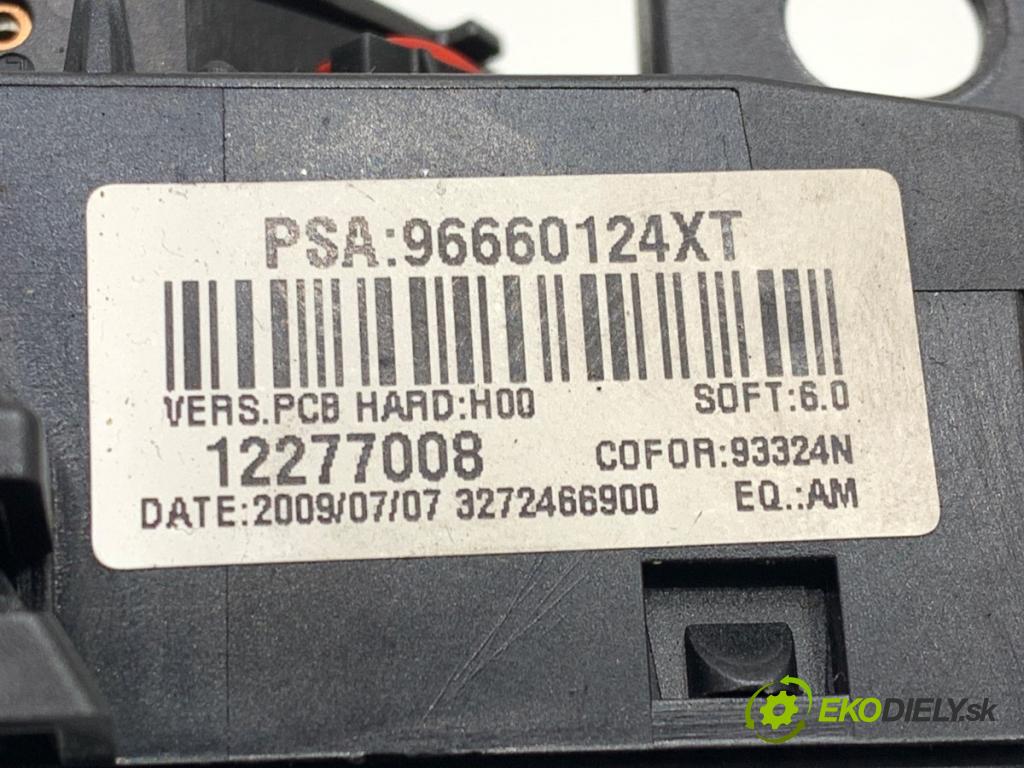 PSA:96660124XT
VERS.PCB HARD:H00 SOFT:6.0
12277008 COFOR:93324N
DATE:2009/07/07 3272466900 EQ.:AM
EKODIELY.sk